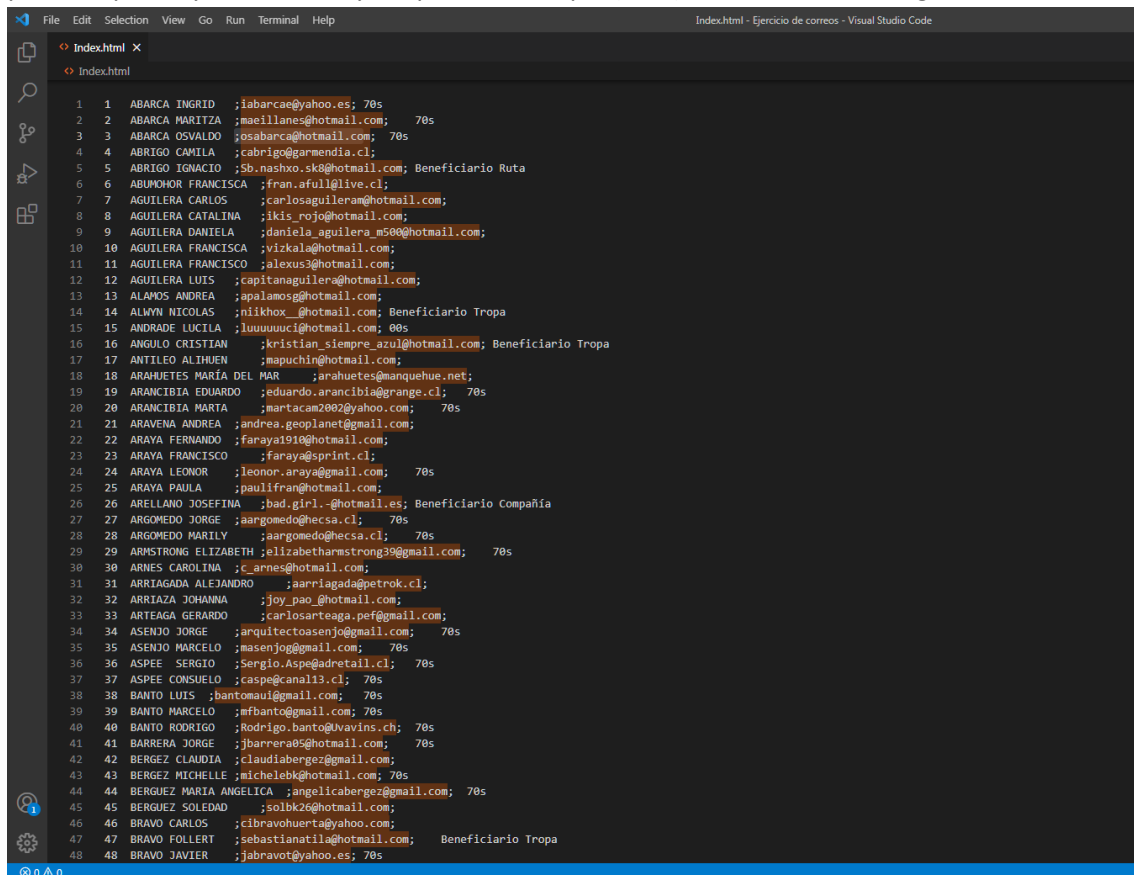 File Edit Selection View Go Run Terminal Help Index.html - Ejercicio de correos - Visual Studio Code
<> Index.html ×
<> Index.html
1 1 ABARCA INGRID ;iabarcae@yahoo.es; 70s
2 2 ABARCA MARITZA ;maeillanes@hotmail.com; 70s
3 3 ABARCA OSVALDO ;osabarca@hotmail.com; 70s
4 4 ABRIGO CAMILA ;cabrigo@garmendia.cl;
5 5 ABRIGO IGNACIO ;Sb.nashxo.sk8@hotmail.com; Beneficiario Ruta
6 6 ABUMOHOR FRANCISCA ;fran.afull@live.cl;
7 7 AGUILERA CARLOS ;carlosaguileram@hotmail.com;
8 8 AGUILERA CATALINA ;ikis_rojo@hotmail.com;
9 9 AGUILERA DANIELA ;daniela_aguilera_m500@hotmail.com;
10 10 AGUILERA FRANCISCA ;vizkala@hotmail.com;
11 11 AGUILERA FRANCISCO ;alexus3@hotmail.com;
12 12 AGUILERA LUIS ;capitanaguilera@hotmail.com;
13 13 ALAMOS ANDREA ;apalamosg@hotmail.com;
14 14 ALWYN NICOLAS ;niikhox__@hotmail.com; Beneficiario Tropa
15 15 ANDRADE LUCILA ;luuuuuuci@hotmail.com; 00s
16 16 ANGULO CRISTIAN ;kristian_siempre_azul@hotmail.com; Beneficiario Tropa
17 17 ANTILEO ALIHUEN ;mapuchin@hotmail.com;
18 18 ARAHUETES MARÍA DEL MAR ;arahuetes@manquehue.net;
19 19 ARANCIBIA EDUARDO ;eduardo.arancibia@grange.cl; 70s
20 20 ARANCIBIA MARTA ;martacam2002@yahoo.com; 70s
21 21 ARAVENA ANDREA ;andrea.geoplanet@gmail.com;
22 22 ARAYA FERNANDO ;faraya1910@hotmail.com;
23 23 ARAYA FRANCISCO ;faraya@sprint.cl;
24 24 ARAYA LEONOR ;leonor.araya@gmail.com; 70s
25 25 ARAYA PAULA ;paulifran@hotmail.com;
26 26 ARELLANO JOSEFINA ;bad.girl.-@hotmail.es; Beneficiario Compañía
27 27 ARGOMEDO JORGE ;aargomedo@hecsa.cl; 70s
28 28 ARGOMEDO MARILY ;aargomedo@hecsa.cl; 70s
29 29 ARMSTRONG ELIZABETH ;elizabetharmstrong39@gmail.com; 70s
30 30 ARNES CAROLINA ;c_arnes@hotmail.com;
31 31 ARRIAGADA ALEJANDRO ;aarriagada@petrok.cl;
32 32 ARRIAZA JOHANNA ;joy_pao_@hotmail.com;
33 33 ARTEAGA GERARDO ;carlosarteaga.pef@gmail.com;
34 34 ASENJO JORGE ;arquitectoasenjo@gmail.com; 70s
35 35 ASENJO MARCELO ;masenjog@gmail.com; 70s
36 36 ASPEE SERGIO ;Sergio.Aspe@adretail.cl; 70s
37 37 ASPEE CONSUELO ;caspe@canal13.cl; 70s
38 38 BANTO LUIS ;bantomaui@gmail.com; 70s
39 39 BANTO MARCELO ;mfbanto@gmail.com; 70s
40 40 BANTO RODRIGO ;Rodrigo.banto@Uvavins.ch; 70s
41 41 BARRERA JORGE ;jbarrera05@hotmail.com; 70s
42 42 BERGEZ CLAUDIA ;claudiabergez@gmail.com;
43 43 BERGEZ MICHELLE ;michelebk@hotmail.com; 70s
44 44 BERGUEZ MARIA ANGELICA ;angelicabergez@gmail.com; 70s
45 45 BERGUEZ SOLEDAD ;solbk26@hotmail.com;
46 46 BRAVO CARLOS ;cibravohuerta@yahoo.com;
47 47 BRAVO FOLLERT ;sebastianatila@hotmail.com; Beneficiario Tropa
48 48 BRAVO JAVIER ;jabravot@yahoo.es; 70s
1
0 0